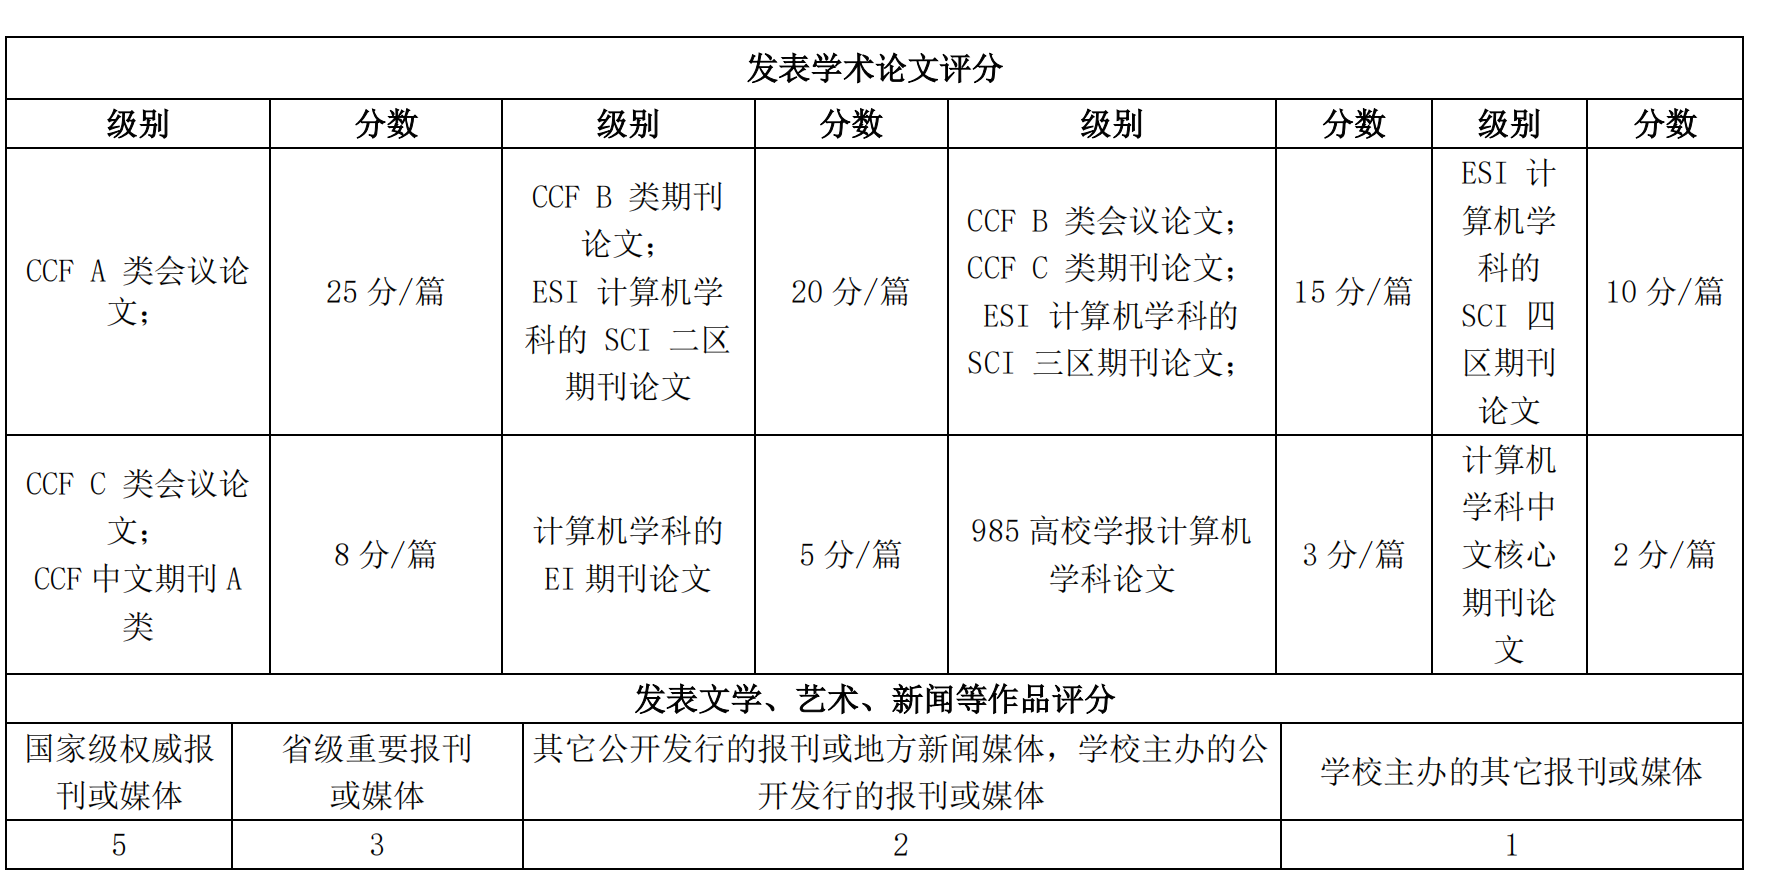 发表学术论文评分
级别 分数 级别 分数 级别 分数 级别 分数
CCF A 类会议论
文；
25 分/篇
CCF B 类期刊
论文；
ESI 计算机学
科的 SCI 二区
期刊论文
20 分/篇
CCF B 类会议论文；
CCF C 类期刊论文；
ESI 计算机学科的
SCI 三区期刊论文；
15 分/篇
ESI 计
算机学
科的
SCI 四
区期刊
论文
10 分/篇
CCF C 类会议论
文；
CCF 中文期刊 A
类
8 分/篇
计算机学科的
EI 期刊论文
5 分/篇
985 高校学报计算机
学科论文
3 分/篇
计算机
学科中
文核心
期刊论
文
2 分/篇
发表文学、艺术、新闻等作品评分
国家级权威报
刊或媒体
省级重要报刊
或媒体
其它公开发行的报刊或地方新闻媒体，学校主办的公
开发行的报刊或媒体
学校主办的其它报刊或媒体
5 3 2 1